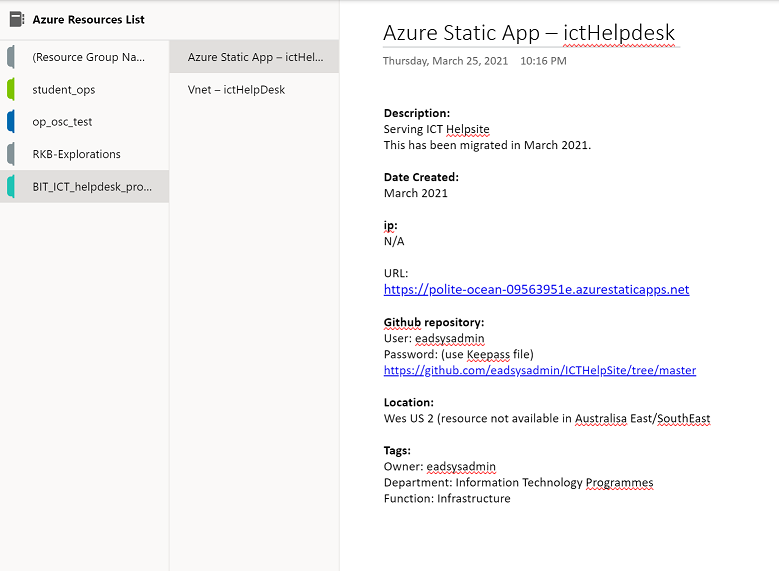 Azure Resources List
(Resource Group Na...
student_ops
op_osc_test
RKB-Explorations
BIT_ICT_helpdesk_pro...
Azure Static App – ictHel...
Vnet – ictHelpDesk
Azure Static App – ictHelpdesk
Thursday, March 25, 2021 10:16 PM
Description:
Serving ICT Helpsite
This has been migrated in March 2021.
Date Created:
March 2021
ip:
N/A
URL:
https://polite-ocean-09563951e.azurestaticapps.net
Github repository:
User: eadsysadmin
Password: (use Keepass file)
https://github.com/eadsysadmin/ICTHelpSite/tree/master
Location:
Wes US 2 (resource not available in Australisa East/SouthEast
Tags:
Owner: eadsysadmin
Department: Information Technology Programmes
Function: Infrastructure